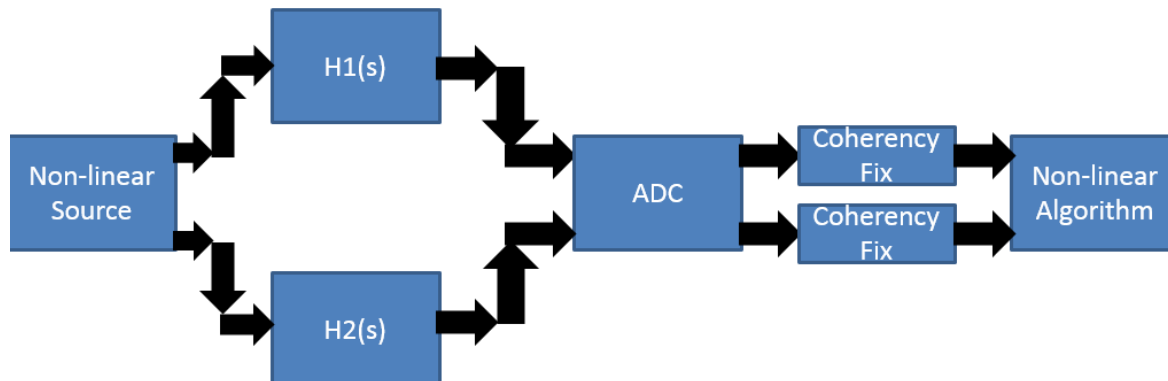 H1(s)
Non-linear
Source
ADC
Coherency
Fix
Coherency
Fix
Non-linear
Algorithm
H2(s)